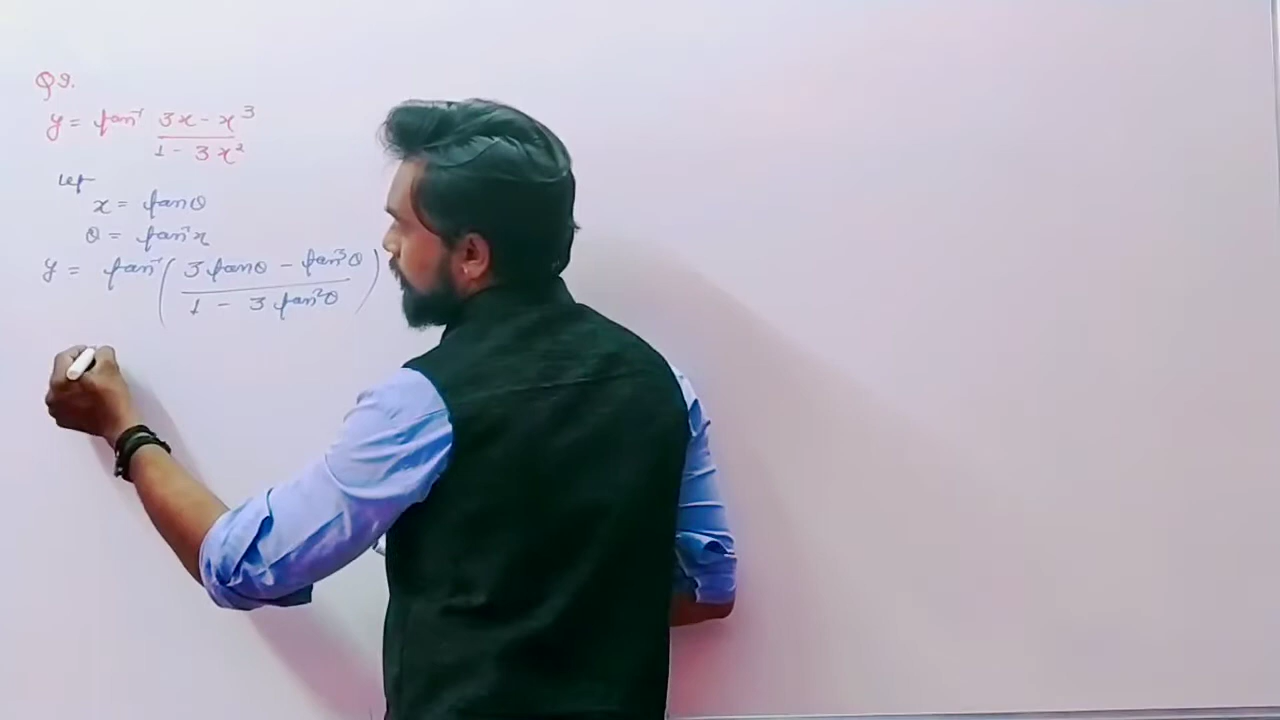 Q9.
y = tan⁻¹ (3x - x³)/(1 - 3x²)
Let
x = tanθ
θ = tan⁻¹x
y = tan⁻¹((3tanθ - tan³θ)/(1 - 3tan²θ))